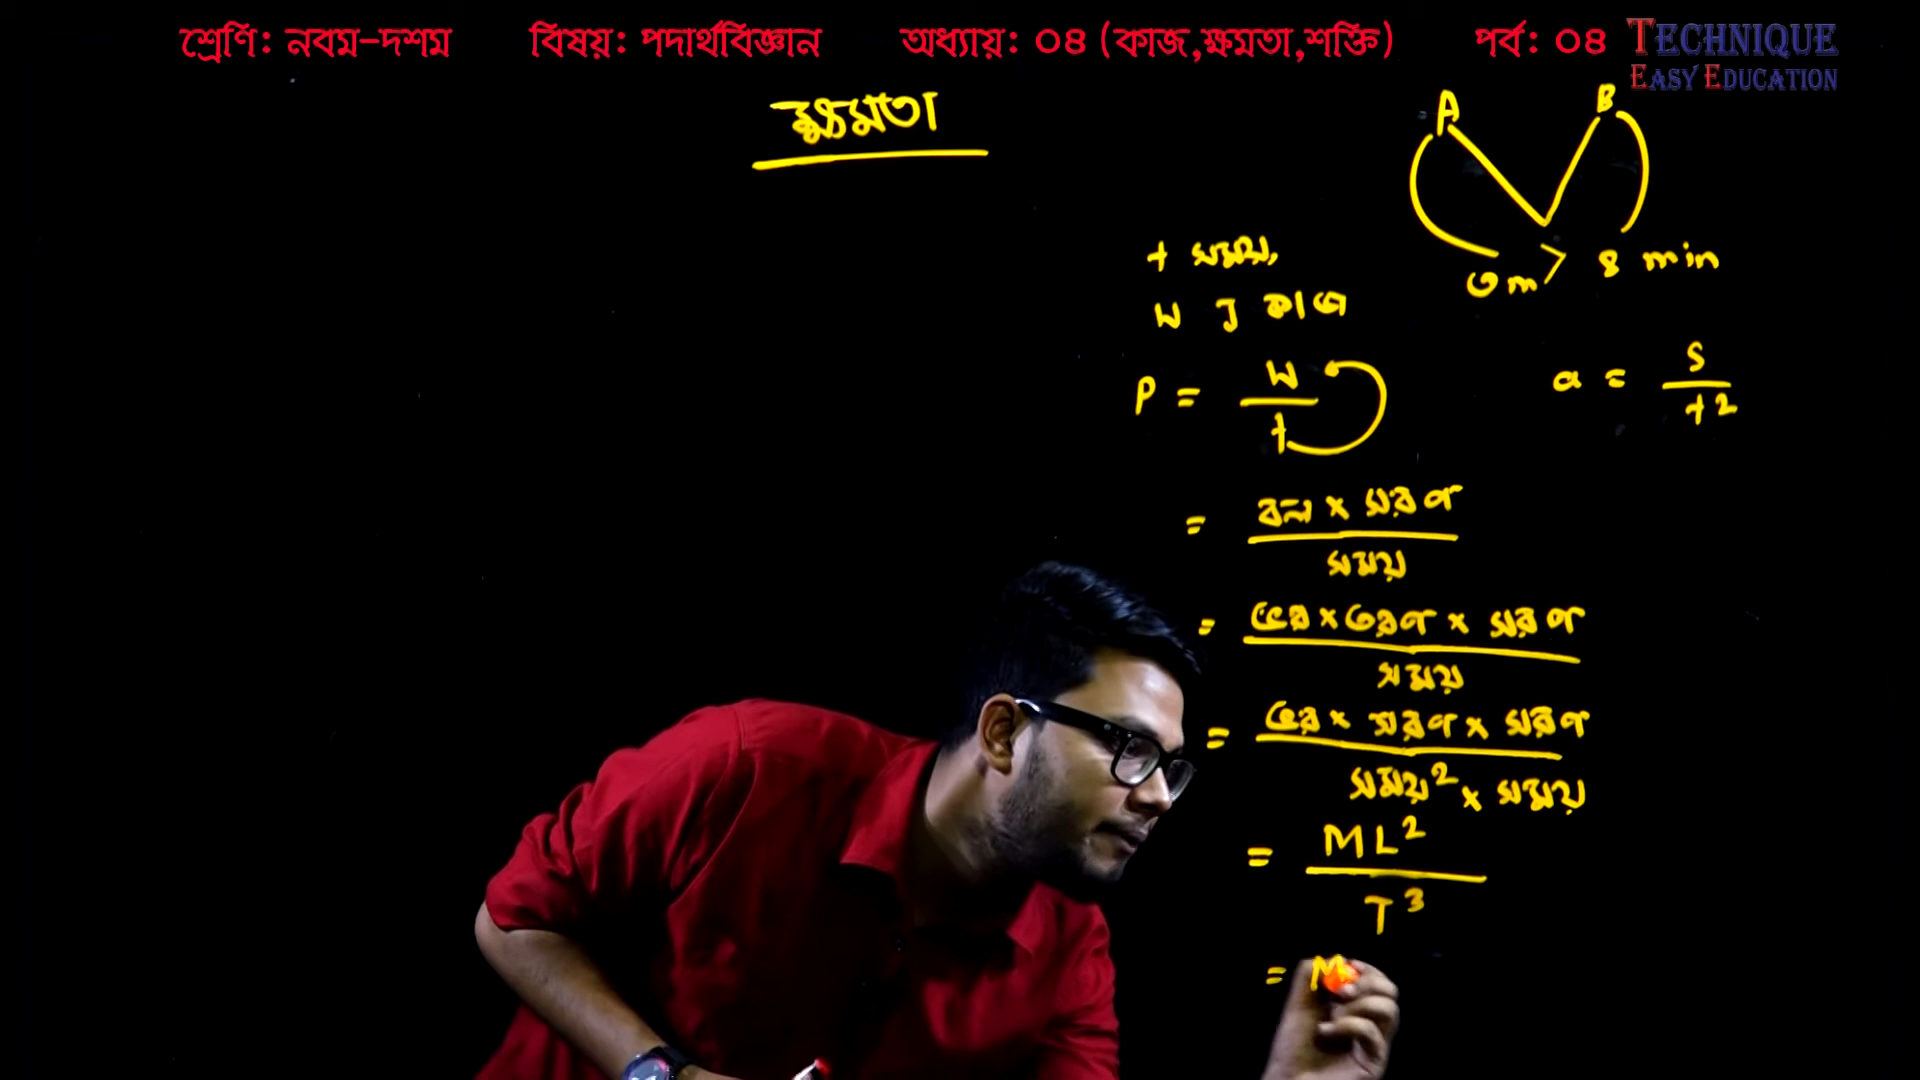 শ্রেণি: নবম-দশম বিষয়: পদার্থবিজ্ঞান অধ্যায়: ০৪ (কাজ,ক্ষমতা,শক্তি) পর্ব: ০৪
TECHNIQUE
EASY EDUCATION
ক্ষমতা
A B
৩ m > 8 min
t সময়,
W J কাজ
P = W / t
a = s / t2
= বল × সরণ / সময়
= ভর × ত্বরণ × সরণ / সময়
= ভর × সরণ × সরণ / সময়² × সময়
= ML² / T³
= M